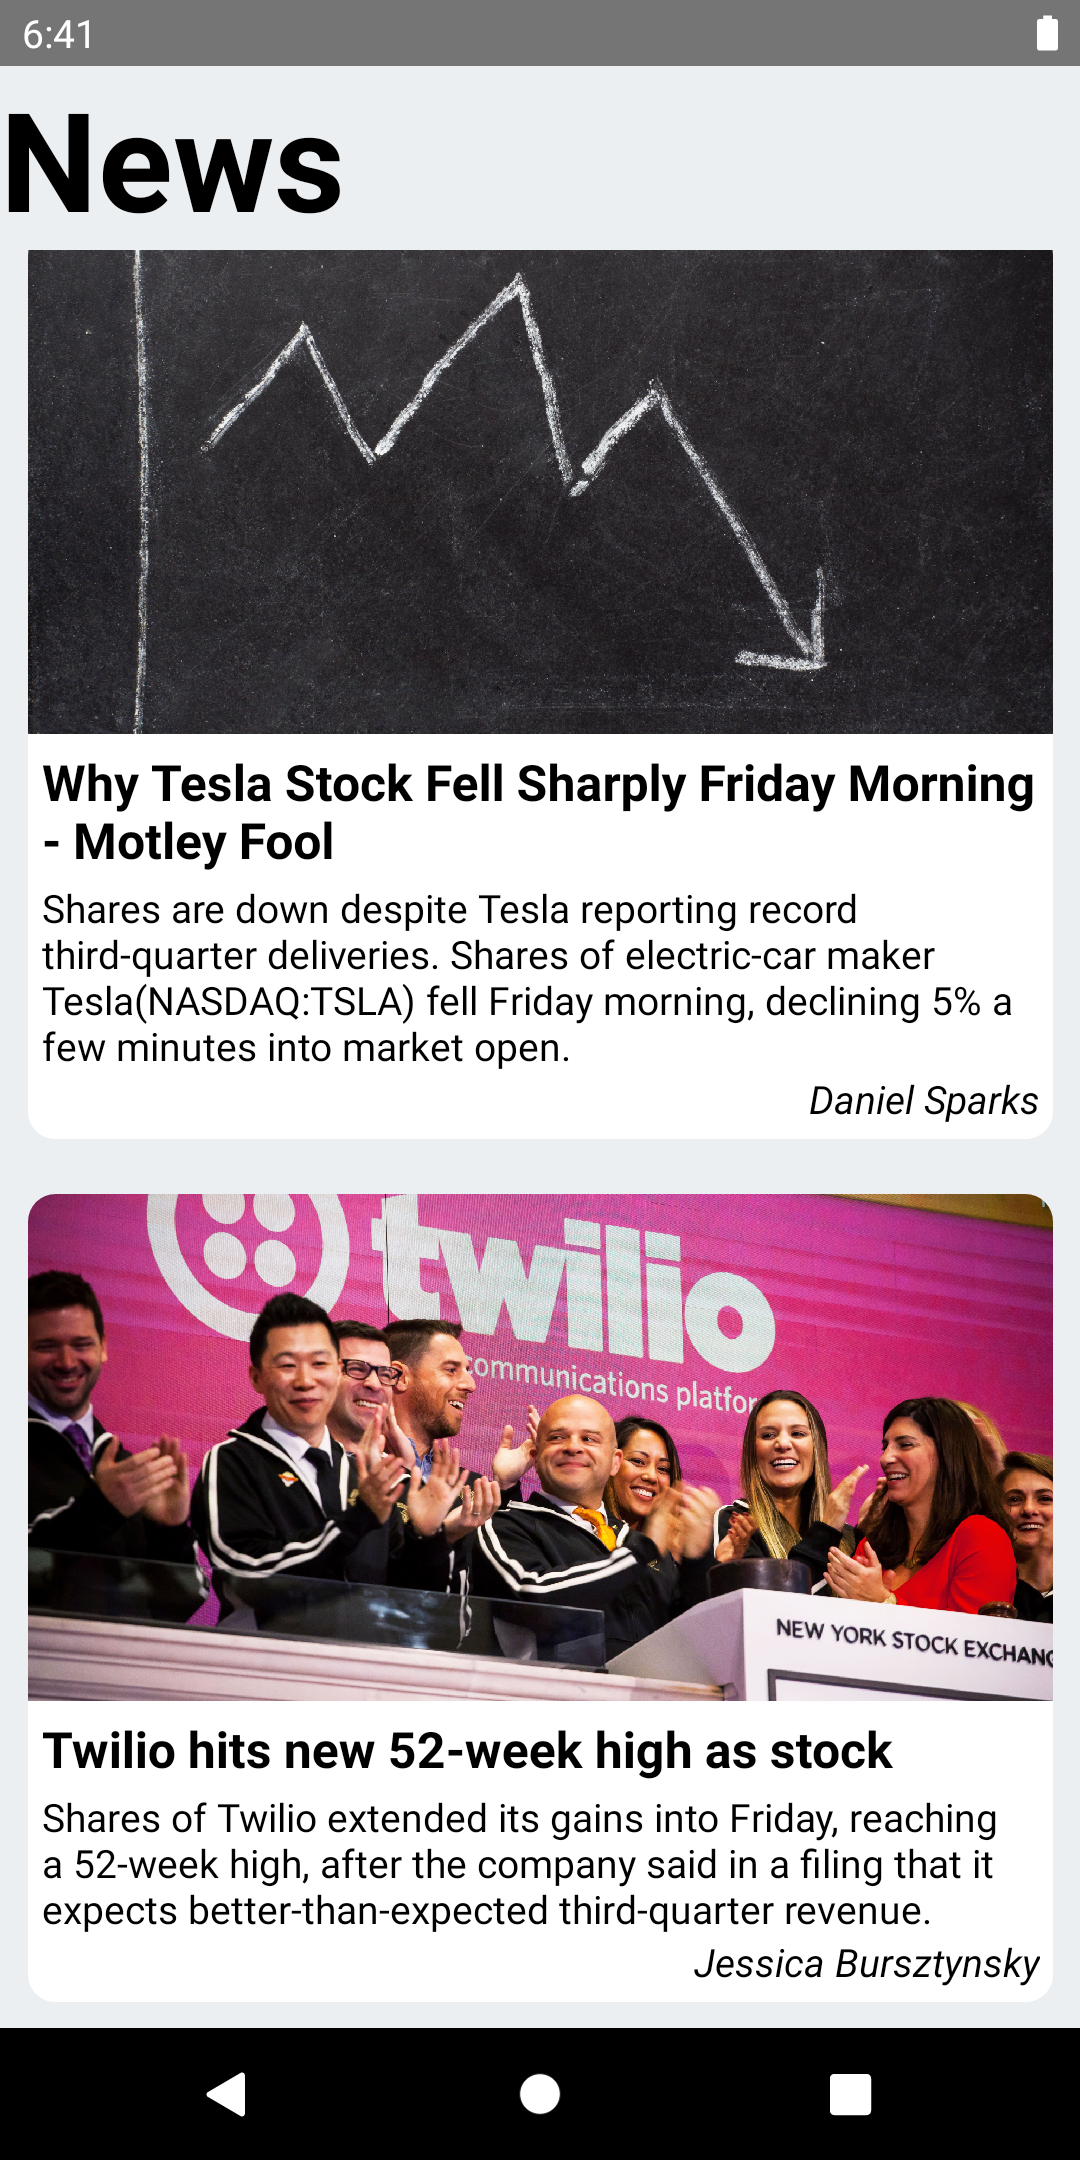 6:41
News
Why Tesla Stock Fell Sharply Friday Morning
- Motley Fool
Shares are down despite Tesla reporting record
third-quarter deliveries. Shares of electric-car maker
Tesla(NASDAQ:TSLA) fell Friday morning, declining 5% a
few minutes into market open.
Daniel Sparks
twilio
communications platfor
NEW YORK STOCK EXCHANG
Twilio hits new 52-week high as stock
Shares of Twilio extended its gains into Friday, reaching
a 52-week high, after the company said in a filing that it
expects better-than-expected third-quarter revenue.
Jessica Bursztynsky